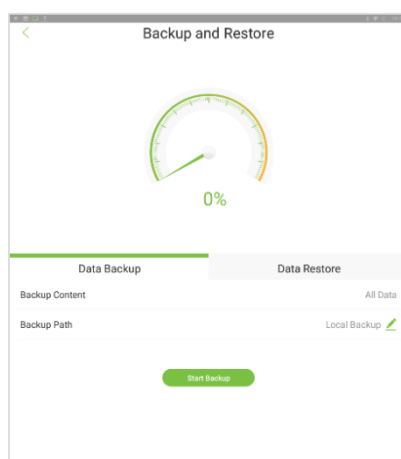 Backup and Restore
0%
Data Backup
Data Restore
Backup Content
All Data
Backup Path
Local Backup
Start Backup